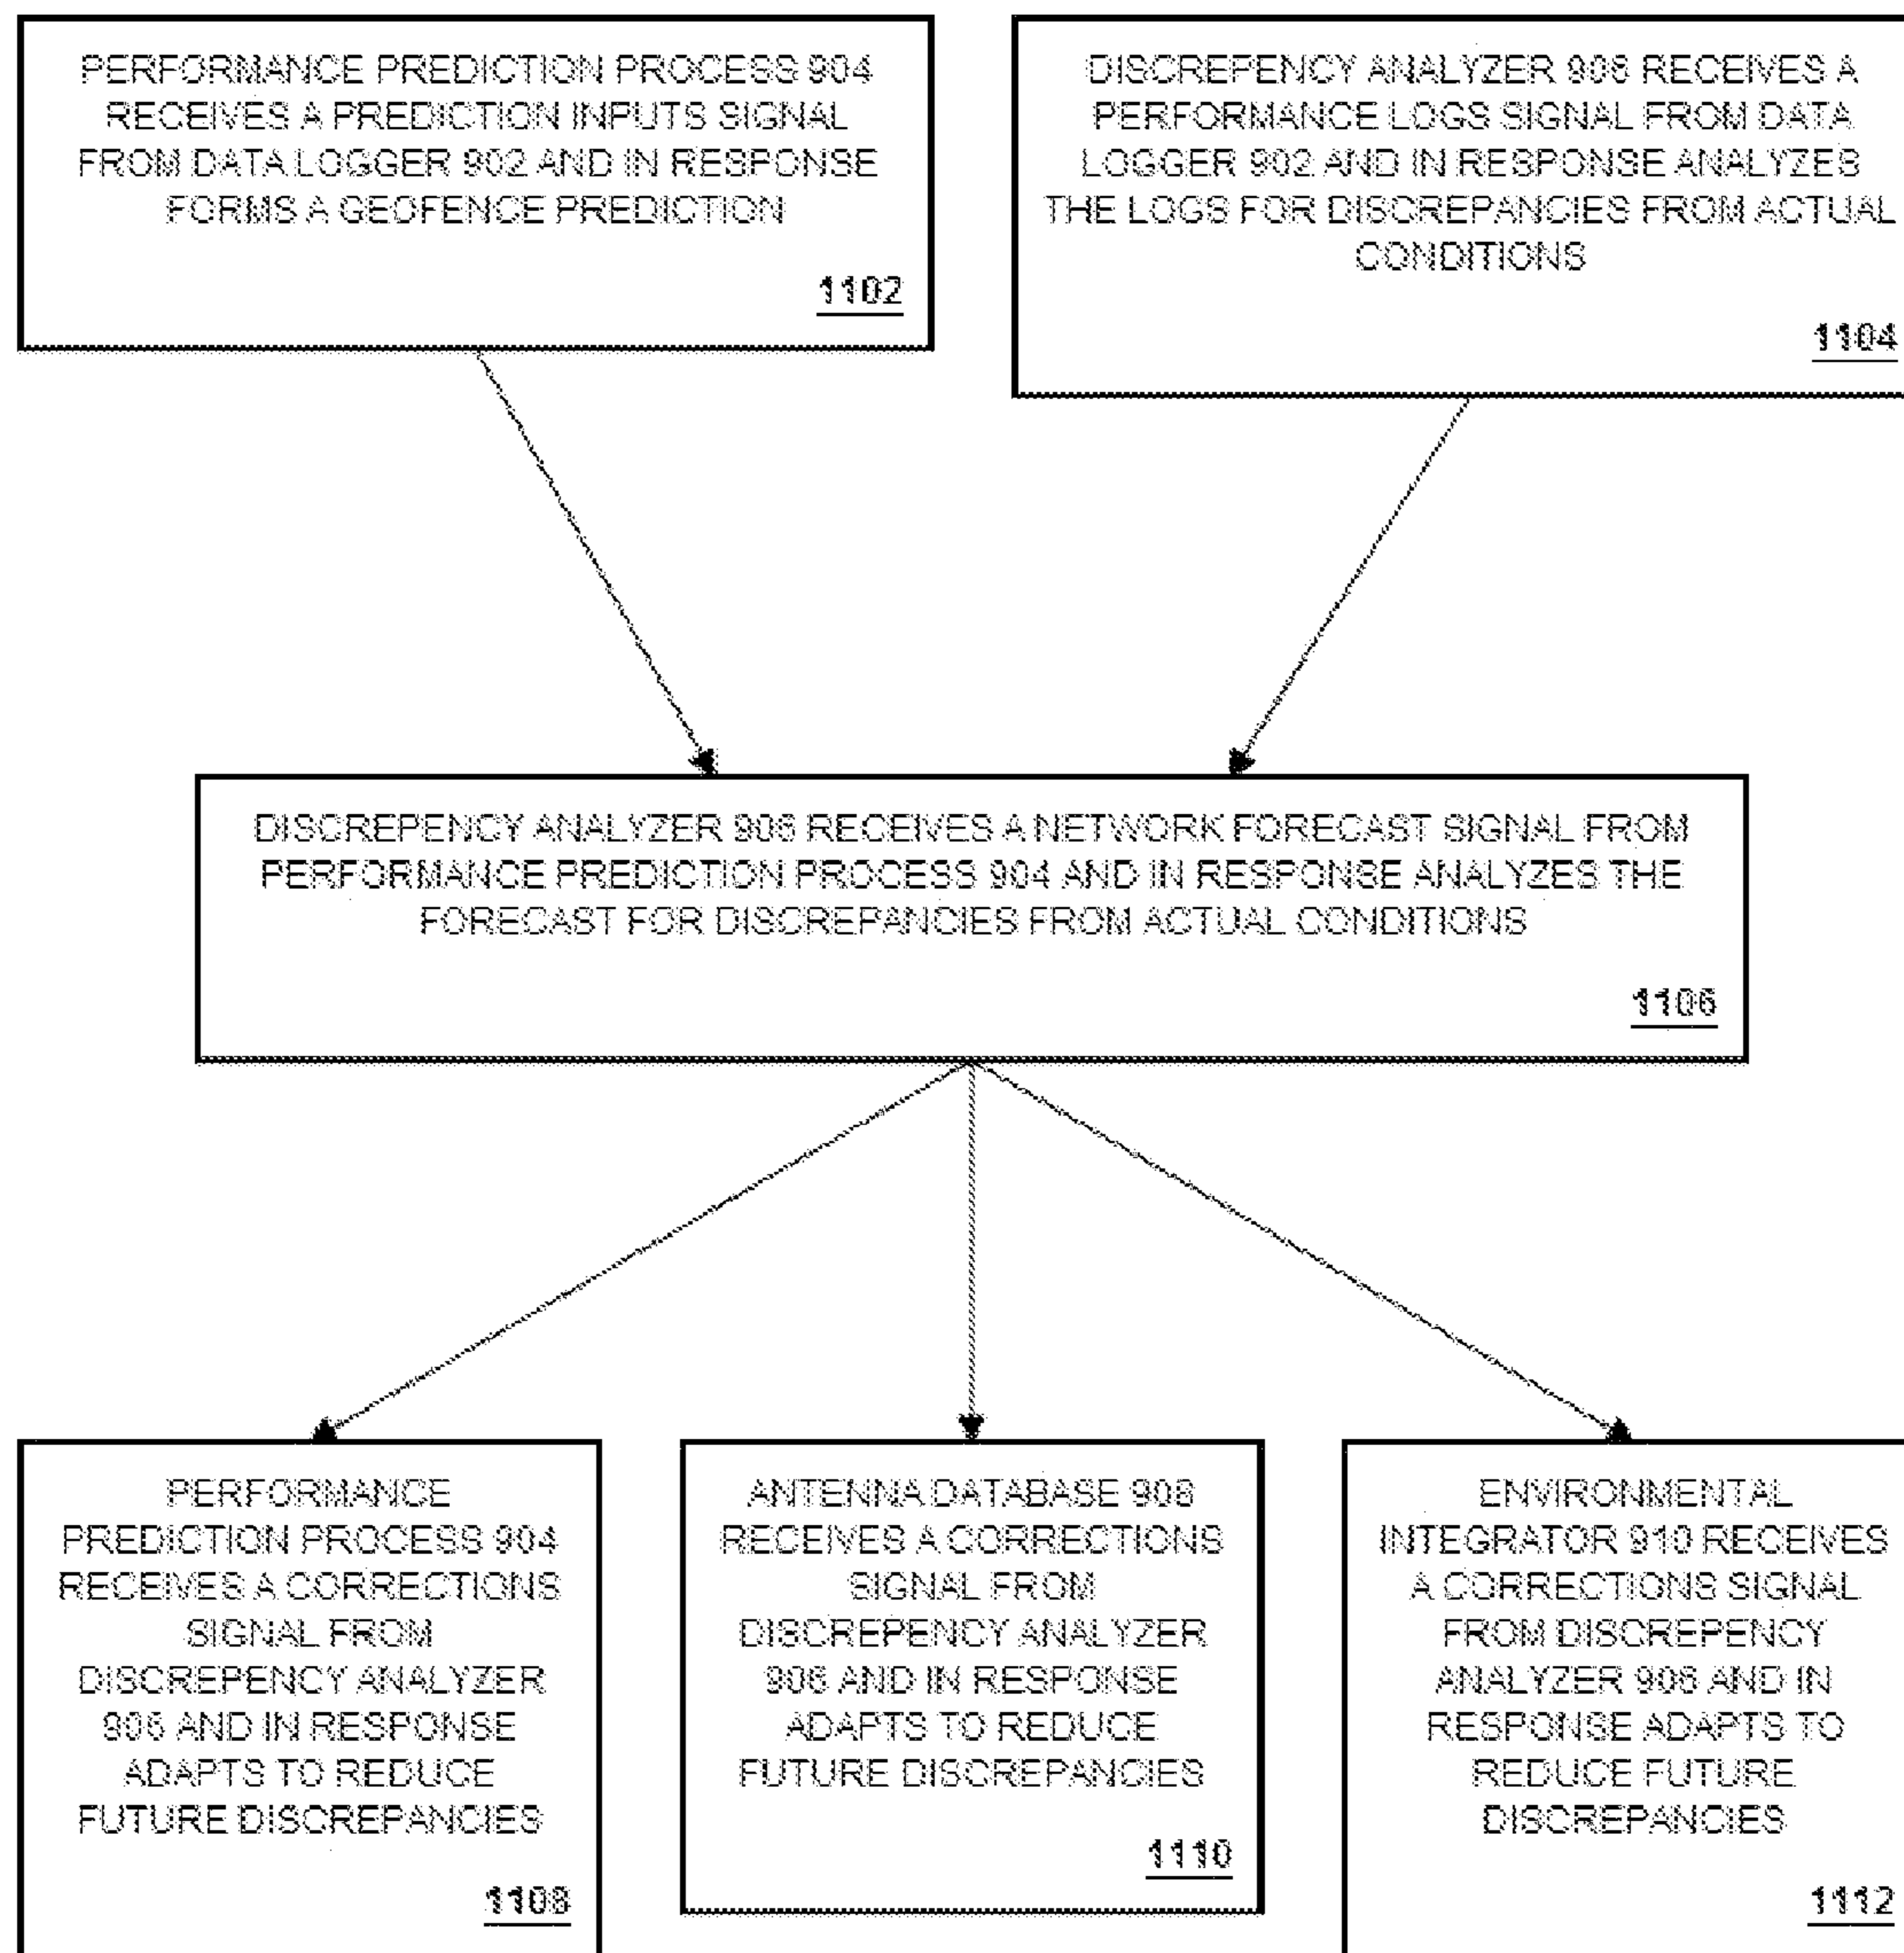 PERFORMANCE PREDICTION PROCESS 904
RECEIVES A PREDICTION INPUTS SIGNAL
FROM DATA LOGGER 902 AND IN RESPONSE
FORMS A GEOFENCE PREDICTION
1102
DISCREPENCY ANALYZER 906 RECEIVES A
PERFORMANCE LOGS SIGNAL FROM DATA
LOGGER 902 AND IN RESPONSE ANALYZES
THE LOGS FOR DISCREPANCIES FROM ACTUAL
CONDITIONS
1104
DISCREPENCY ANALYZER 906 RECEIVES A NETWORK FORECAST SIGNAL FROM
PERFORMANCE PREDICTION PROCESS 904 AND IN RESPONSE ANALYZES THE
FORECAST FOR DISCREPANCIES FROM ACTUAL CONDITIONS
1106
PERFORMANCE
PREDICTION PROCESS 904
RECEIVES A CORRECTIONS
SIGNAL FROM
DISCREPENCY ANALYZER
906 AND IN RESPONSE
ADAPTS TO REDUCE
FUTURE DISCREPANCIES
1108
ANTENNA DATABASE 908
RECEIVES A CORRECTIONS
SIGNAL FROM
DISCREPENCY ANALYZER
906 AND IN RESPONSE
ADAPTS TO REDUCE
FUTURE DISCREPANCIES
1110
ENVIRONMENTAL
INTEGRATOR 910 RECEIVES
A CORRECTIONS SIGNAL
FROM DISCREPENCY
ANALYZER 906 AND IN
RESPONSE ADAPTS TO
REDUCE FUTURE
DISCREPANCIES
1112